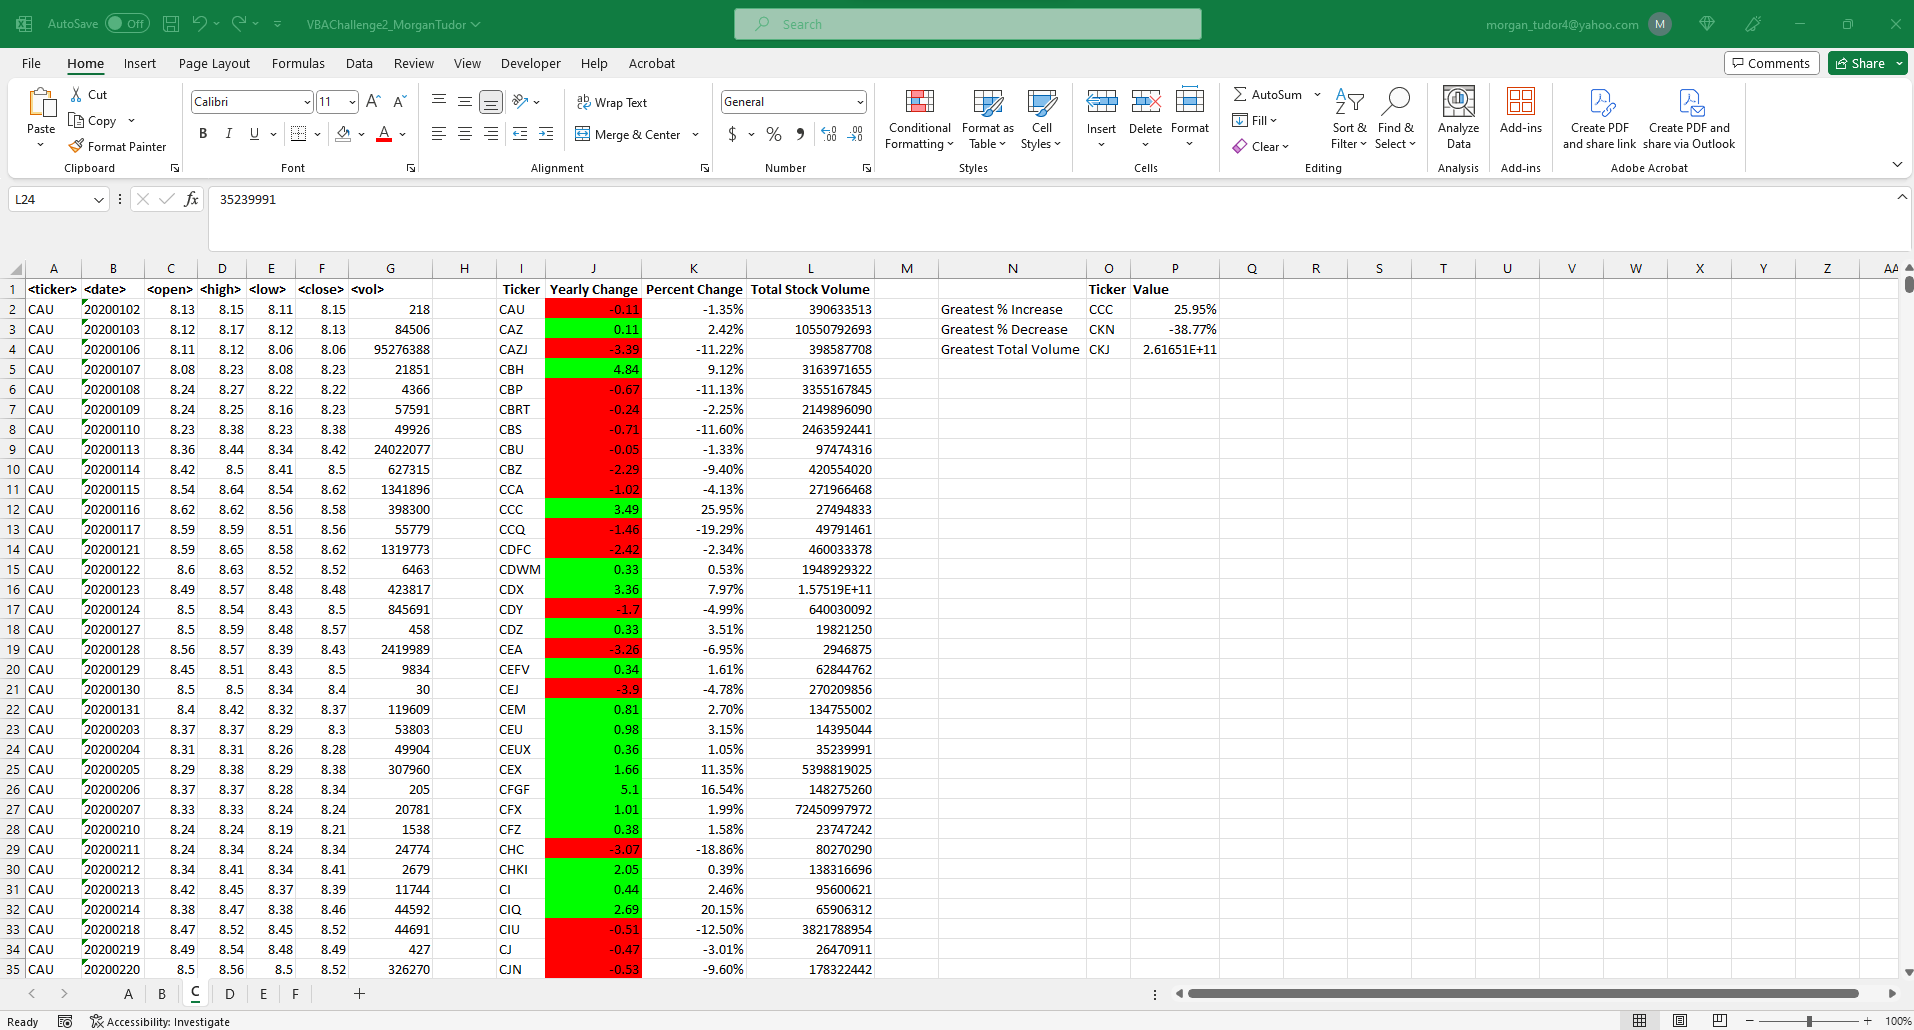 AutoSave Off VBAChallenge2_MorganTudor Search morgan_tudor4@yahoo.com M
File Home Insert Page Layout Formulas Data Review View Developer Help Acrobat Comments Share
Paste Cut Copy Format Painter Clipboard
Calibri 11 B I U A Font
Wrap Text Merge & Center Alignment
General $ % Number
Conditional Formatting Format as Table Cell Styles Styles
Insert Delete Format Cells
AutoSum Fill Clear Sort & Filter Find & Select Editing
Analyze Data Analysis
Add-ins Add-ins
Create PDF and share link Create PDF and share via Outlook Adobe Acrobat
L24 fx 35239991
A B C D E F G H I J K L M N O P Q R S T U V W X Y Z AA
1 <ticker> <date> <open> <high> <low> <close> <vol> Ticker Yearly Change Percent Change Total Stock Volume Ticker Value
2 CAU 20200102 8.13 8.15 8.11 8.15 218 CAU -0.11 -1.35% 390633513 Greatest % Increase CCC 25.95%
3 CAU 20200103 8.12 8.17 8.12 8.13 84506 CAZ 0.11 2.42% 10550792693 Greatest % Decrease CKN -38.77%
4 CAU 20200106 8.11 8.12 8.06 8.06 95276388 CAZJ -3.39 -11.22% 398587708 Greatest Total Volume CKJ 2.61651E+11
5 CAU 20200107 8.08 8.23 8.08 8.23 21851 CBH 4.84 9.12% 3163971655
6 CAU 20200108 8.24 8.27 8.22 8.22 4366 CBP -0.67 -11.13% 3355167845
7 CAU 20200109 8.24 8.25 8.16 8.23 57591 CBRT -0.24 -2.25% 2149896090
8 CAU 20200110 8.23 8.38 8.23 8.38 49926 CBS -0.71 -11.60% 2463592441
9 CAU 20200113 8.36 8.44 8.34 8.42 24022077 CBU -0.05 -1.33% 97474316
10 CAU 20200114 8.42 8.5 8.41 8.5 627315 CBZ -2.29 -9.40% 420554020
11 CAU 20200115 8.54 8.64 8.54 8.62 1341896 CCA -1.02 -4.13% 271966468
12 CAU 20200116 8.62 8.62 8.56 8.58 398300 CCC 3.49 25.95% 27494833
13 CAU 20200117 8.59 8.59 8.51 8.56 55779 CCQ -1.46 -19.29% 49791461
14 CAU 20200121 8.59 8.65 8.58 8.62 1319773 CDFC -2.42 -2.34% 460033378
15 CAU 20200122 8.6 8.63 8.52 8.52 6463 CDWM 0.33 0.53% 1948929322
16 CAU 20200123 8.49 8.57 8.48 8.48 423817 CDX 3.36 7.97% 1.57519E+11
17 CAU 20200124 8.5 8.54 8.43 8.5 845691 CDY -1.7 -4.99% 640030092
18 CAU 20200127 8.5 8.59 8.48 8.57 458 CDZ 0.33 3.51% 19821250
19 CAU 20200128 8.56 8.57 8.39 8.43 2419989 CEA -3.26 -6.95% 2946875
20 CAU 20200129 8.45 8.51 8.43 8.5 9834 CEFV 0.34 1.61% 62844762
21 CAU 20200130 8.5 8.5 8.34 8.4 30 CEJ -3.9 -4.78% 270209856
22 CAU 20200131 8.4 8.42 8.32 8.37 119609 CEM 0.81 2.70% 134755002
23 CAU 20200203 8.37 8.37 8.29 8.3 53803 CEU 0.98 3.15% 14395044
24 CAU 20200204 8.31 8.31 8.26 8.28 49904 CEUX 0.36 1.05% 35239991
25 CAU 20200205 8.29 8.38 8.29 8.38 307960 CEX 1.66 11.35% 5398819025
26 CAU 20200206 8.37 8.37 8.28 8.34 205 CFGF 5.1 16.54% 148275260
27 CAU 20200207 8.33 8.33 8.24 8.24 20781 CFX 1.01 1.99% 72450997972
28 CAU 20200210 8.24 8.24 8.19 8.21 1538 CFZ 0.38 1.58% 23747242
29 CAU 20200211 8.24 8.34 8.24 8.34 24774 CHC -3.07 -18.86% 80270290
30 CAU 20200212 8.34 8.41 8.34 8.41 2679 CHKI 2.05 0.39% 138316696
31 CAU 20200213 8.42 8.45 8.37 8.39 11744 CI 0.44 2.46% 95600621
32 CAU 20200214 8.38 8.47 8.38 8.46 44592 CIQ 2.69 20.15% 65906312
33 CAU 20200218 8.47 8.52 8.45 8.52 44691 CIU -0.51 -12.50% 3821788954
34 CAU 20200219 8.49 8.54 8.48 8.49 427 CJ -0.47 -3.01% 26470911
35 CAU 20200220 8.5 8.56 8.5 8.52 326270 CJN -0.53 -9.60% 178322442
A B C D E F +
Ready Accessibility: Investigate 100%